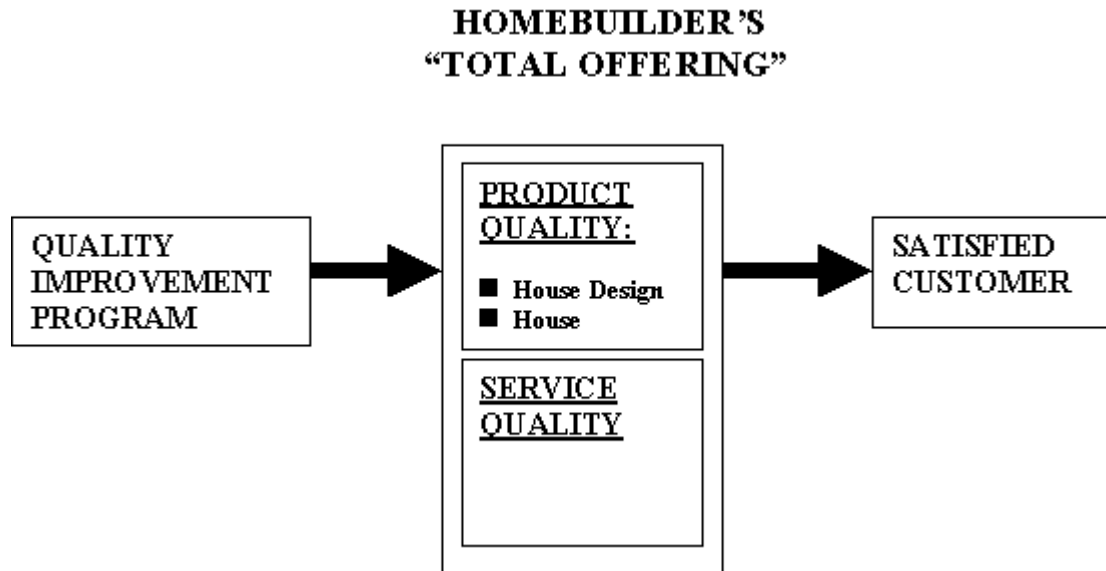 HOMEBUILDER'S
“TOTAL OFFERING”
QUALITY
IMPROVEMENT
PROGRAM
PRODUCT
QUALITY:
■ House Design
■ House
SERVICE
QUALITY
SATISFIED
CUSTOMER